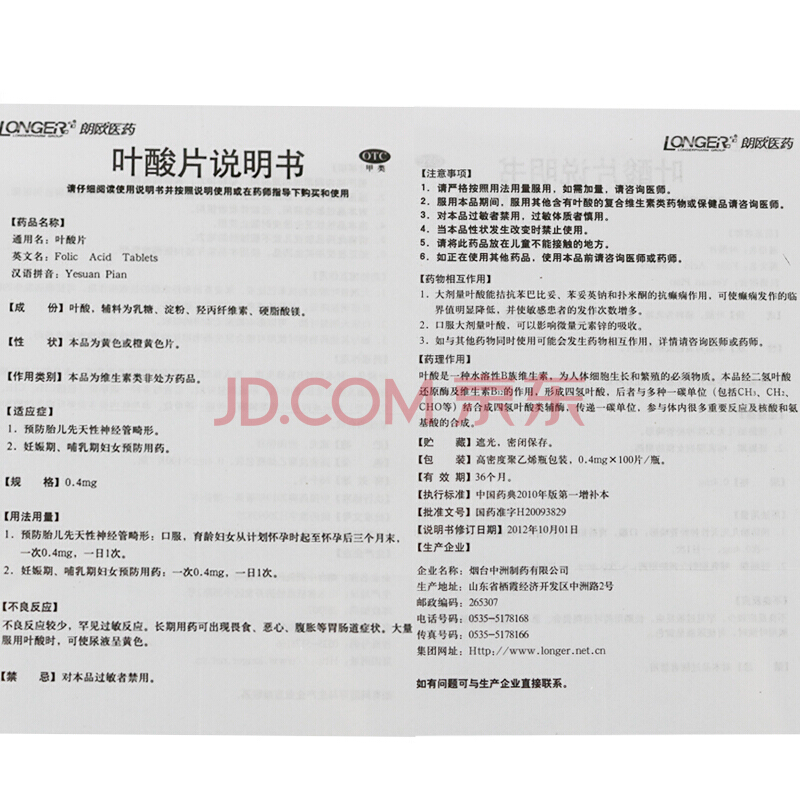 LONGER 朗欧医药
叶酸片说明书
OTC
甲类
请仔细阅读使用说明书并按照说明使用或在药师指导下购买和使用
【药品名称】
通用名：叶酸片
英文名：Folic Acid Tablets
汉语拼音：Yesuan Pian
【成 份】叶酸，辅料为乳糖、淀粉、羟丙纤维素、硬脂酸镁。
【性 状】本品为黄色或橙黄色片。
【作用类别】本品为维生素类非处方药品。
【适应症】
1．预防胎儿先天性神经管畸形。
2．妊娠期、哺乳期妇女预防用药。
【规 格】0.4mg
【用法用量】
1．预防胎儿先天性神经管畸形：口服，育龄妇女从计划怀孕时起至怀孕后三个月末，
一次0.4mg，一日1次。
2．妊娠期、哺乳期妇女预防用药：一次0.4mg，一日1次。
【不良反应】
不良反应较少，罕见过敏反应。长期用药可出现畏食、恶心、腹胀等胃肠道症状。大量
服用叶酸时，可使尿液呈黄色。
【禁 忌】对本品过敏者禁用。
LONGER 朗欧医药
【注意事项】
1．请严格按照用法用量服用，如需加量，请咨询医师。
2．服用本品期间，服用其他含有叶酸的复合维生素类药物或保健品请咨询医师。
3．对本品过敏者禁用，过敏体质者慎用。
4．当本品性状发生改变时禁止使用。
5．请将此药品放在儿童不能接触的地方。
6．如正在使用其他药品，使用本品前请咨询医师或药师。
【药物相互作用】
1．大剂量叶酸能拮抗苯巴比妥、苯妥英钠和扑米酮的抗癫痫作用，可使癫痫发作的临
界值明显降低，并使敏感患者的发作次数增多。
2．口服大剂量叶酸，可以影响微量元素锌的吸收。
3．如与其他药物同时使用可能会发生药物相互作用，详情请咨询医师或药师。
【药理作用】
叶酸是一种水溶性B族维生素，为人体细胞生长和繁殖的必须物质。本品经二氢叶酸
还原酶及维生素B₁₂的作用，形成四氢叶酸，后者与多种一碳单位（包括CH₃、CH₂、
CHO等）结合成四氢叶酸类辅酶，传递一碳单位，参与体内很多重要反应及核酸和氨
基酸的合成。
【贮 藏】遮光，密闭保存。
【包 装】高密度聚乙烯瓶包装，0.4mg×100片/瓶。
【有 效 期】36个月。
【执行标准】中国药典2010年版第一增补本
【批准文号】国药准字H20093829
【说明书修订日期】2012年10月01日
【生产企业】
企业名称：烟台中洲制药有限公司
生产地址：山东省栖霞经济开发区中洲路2号
邮政编码：265307
电话号码：0535-5178168
传真号码：0535-5178166
集团网址：Http://www.longer.net.cn
如有问题可与生产企业直接联系。
JD.COM 京东